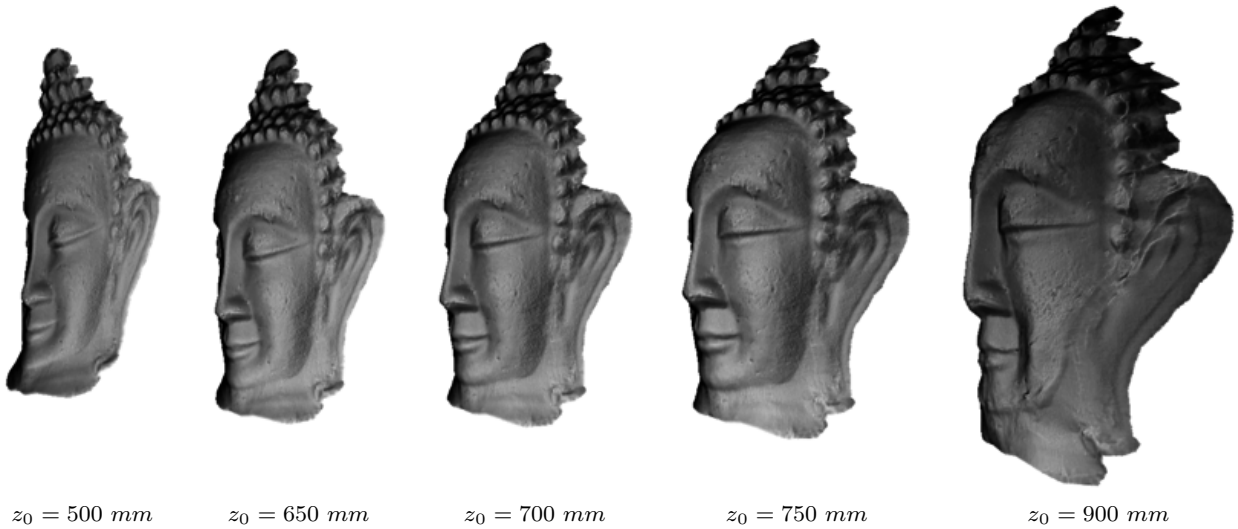 z₀ = 500 mm z₀ = 650 mm z₀ = 700 mm z₀ = 750 mm z₀ = 900 mm